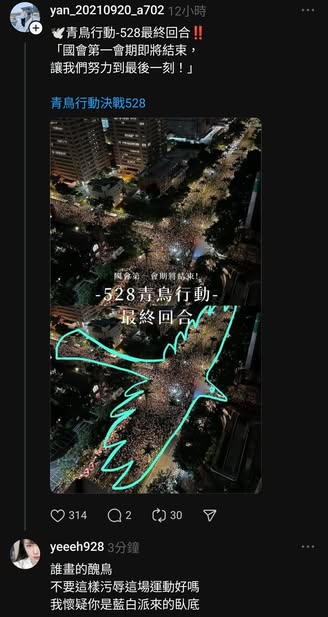 yan_20210920_a702 12小時
🕊️青鳥行動-528最終回合‼️
「國會第一會期即將結束，
讓我們努力到最後一刻！」
青鳥行動決戰528
國會第一會期將結束!
-528青鳥行動-
最終回合
314 2 30
yeeeh928 3分鐘
誰畫的醜鳥
不要這樣污辱這場運動好嗎
我懷疑你是藍白派來的臥底